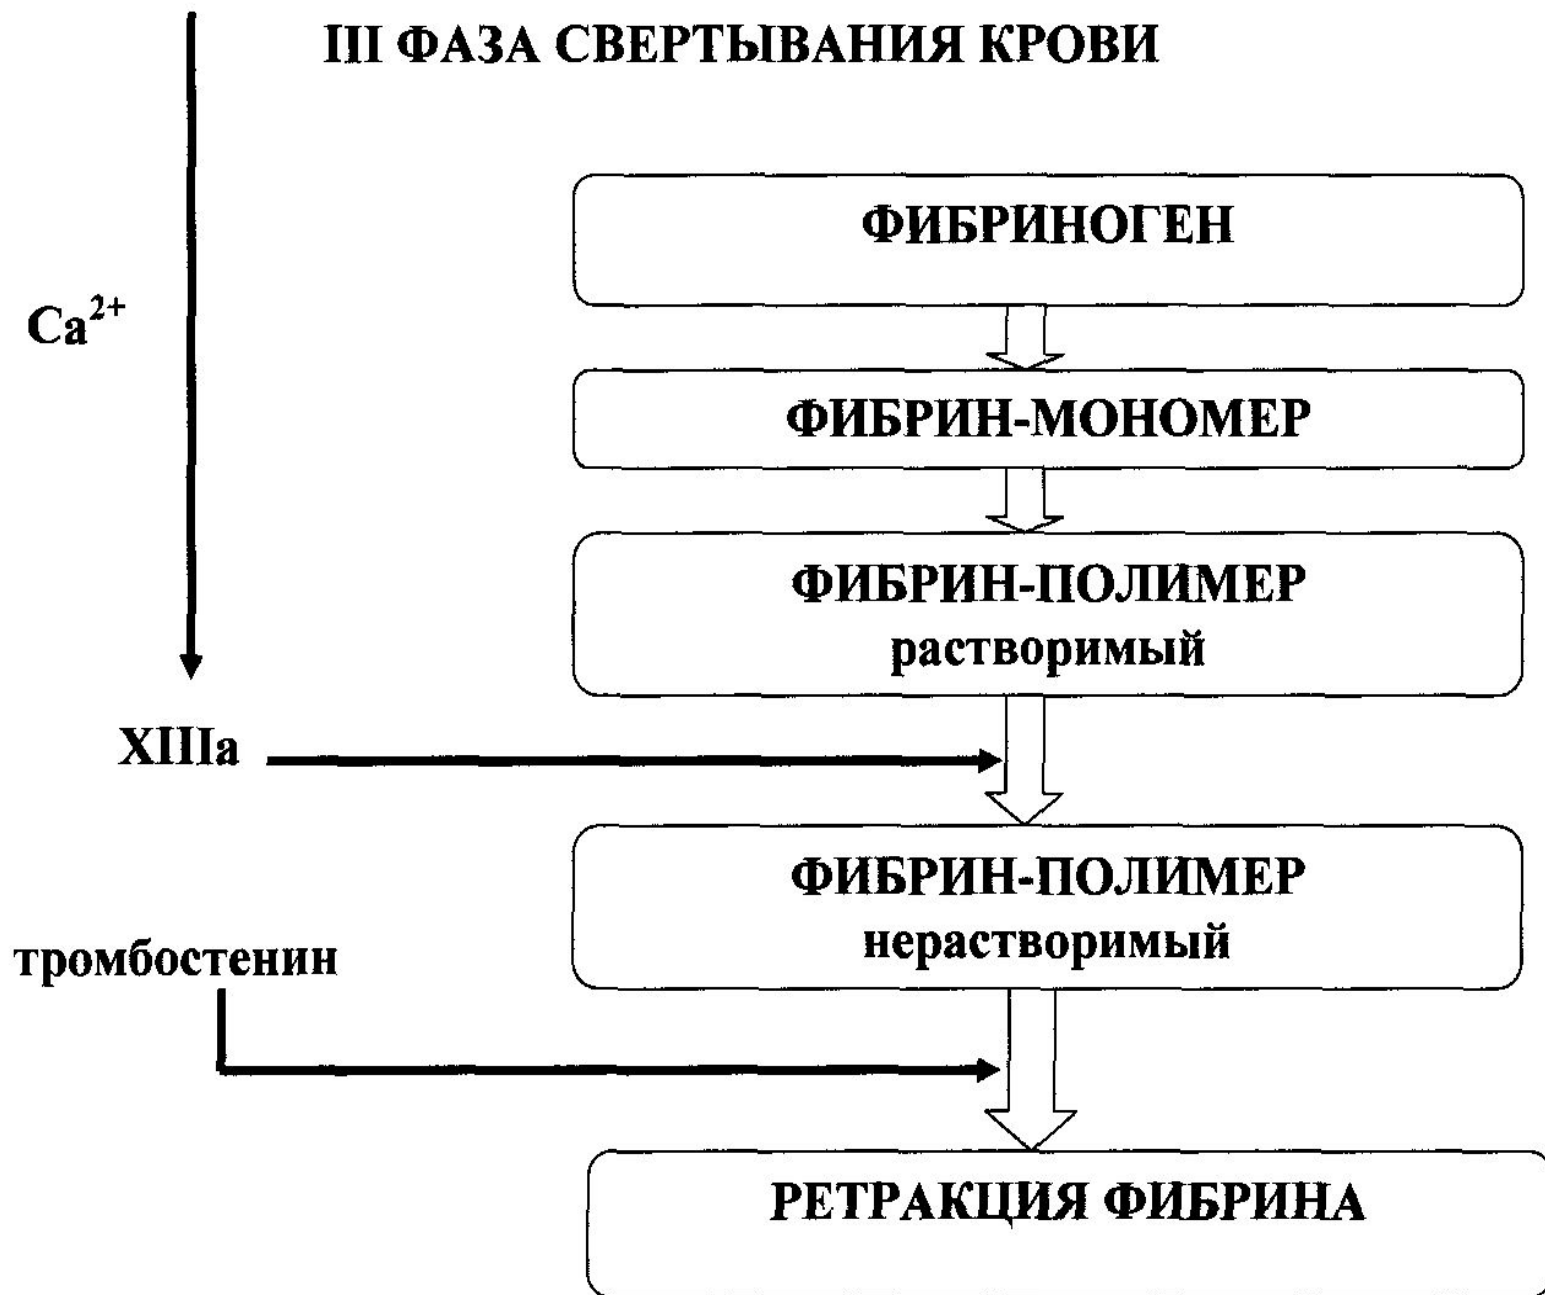 III ФАЗА СВЕРТЫВАНИЯ КРОВИ
ФИБРИНОГЕН
Ca²⁺
ФИБРИН-МОНОМЕР
ФИБРИН-ПОЛИМЕР
растворимый
XIIIa
ФИБРИН-ПОЛИМЕР
нерастворимый
тромбостенин
РЕТРАКЦИЯ ФИБРИНА